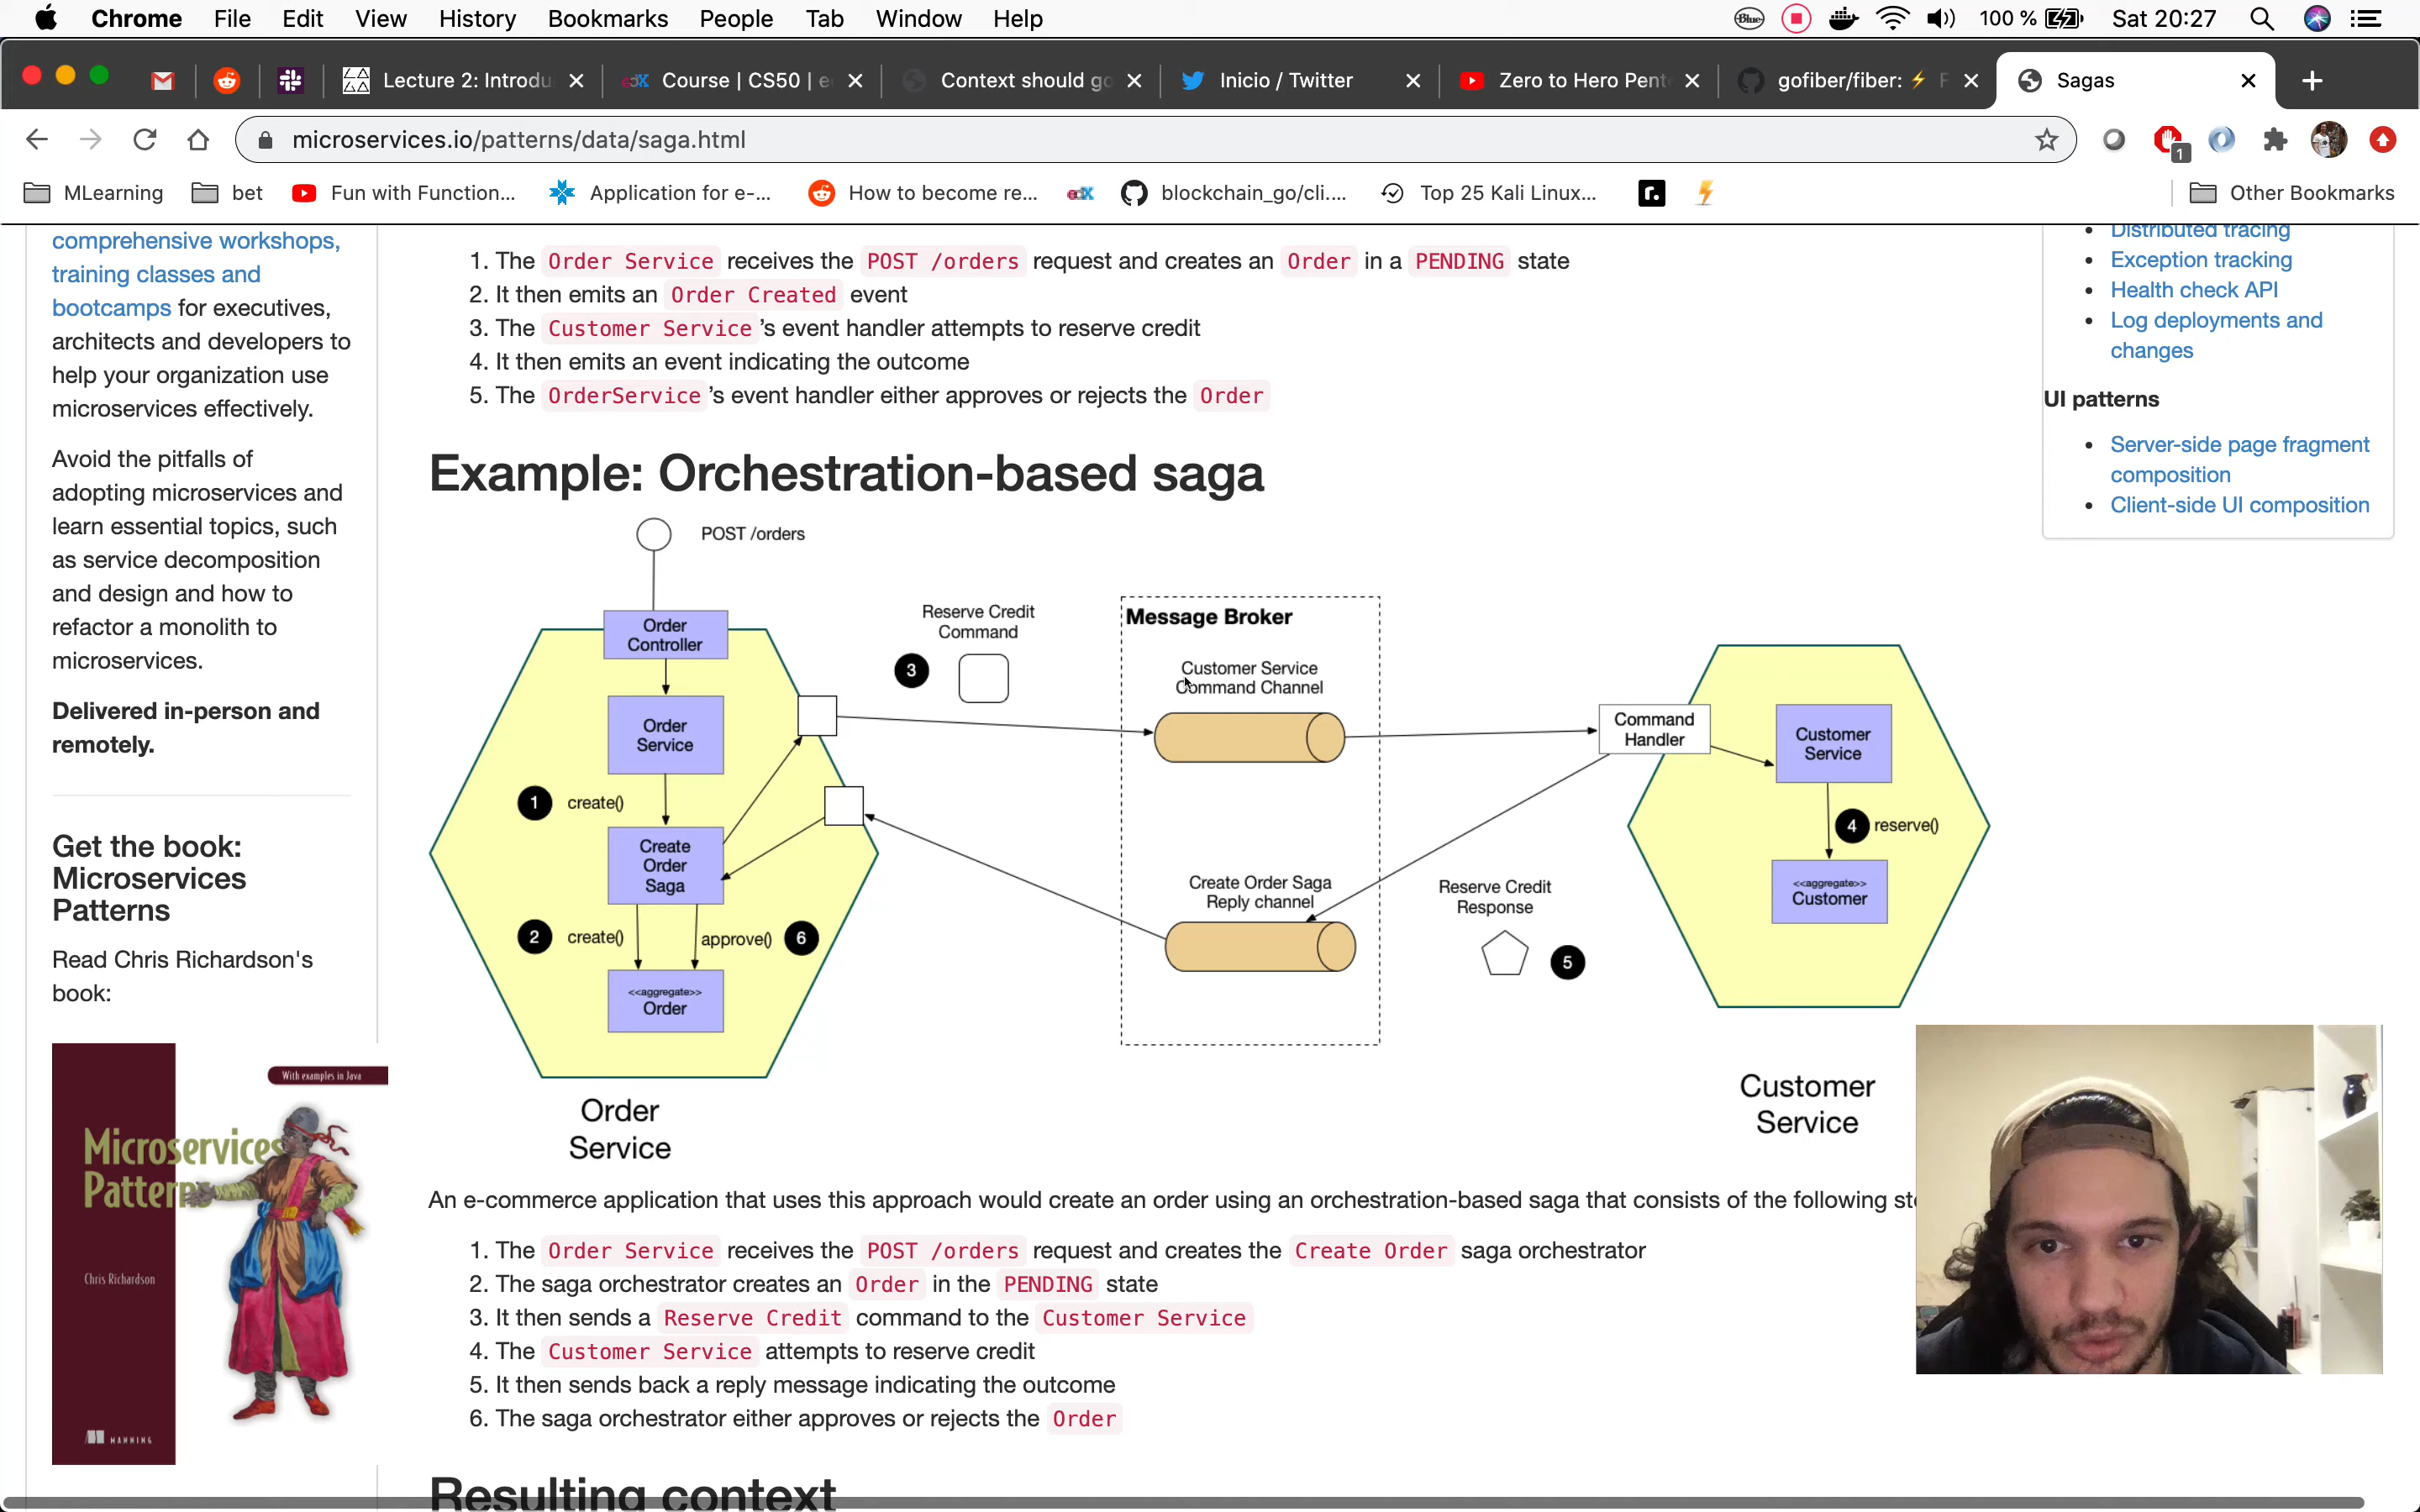 Chrome File Edit View History Bookmarks People Tab Window Help
Blue 100 % Sat 20:27
Lecture 2: Introdu
Course | CS50 | e
Context should go
Inicio / Twitter
Zero to Hero Pent
gofiber/fiber: ⚡ F
Sagas
microservices.io/patterns/data/saga.html
1
MLearning bet Fun with Function... Application for e-... How to become re... edX blockchain_go/cli.... Top 25 Kali Linux... r. Other Bookmarks
comprehensive workshops,
training classes and
bootcamps for executives,
architects and developers to
help your organization use
microservices effectively.
Avoid the pitfalls of
adopting microservices and
learn essential topics, such
as service decomposition
and design and how to
refactor a monolith to
microservices.
Delivered in-person and
remotely.
Get the book:
Microservices
Patterns
Read Chris Richardson's
book:
With examples in Java
Microservices
Patterns
Chris Richardson
MANNING
1. The Order Service receives the POST /orders request and creates an Order in a PENDING state
2. It then emits an Order Created event
3. The Customer Service's event handler attempts to reserve credit
4. It then emits an event indicating the outcome
5. The OrderService's event handler either approves or rejects the Order
Example: Orchestration-based saga
POST /orders
Order
Controller
Order
Service
1 create()
Create
Order
Saga
2 create()
approve() 6
<<aggregate>>
Order
Order
Service
Reserve Credit
Command
3
Message Broker
Customer Service
Command Channel
Create Order Saga
Reply channel
Reserve Credit
Response
5
Command
Handler
Customer
Service
4 reserve()
<<aggregate>>
Customer
Customer
Service
An e-commerce application that uses this approach would create an order using an orchestration-based saga that consists of the following ste
1. The Order Service receives the POST /orders request and creates the Create Order saga orchestrator
2. The saga orchestrator creates an Order in the PENDING state
3. It then sends a Reserve Credit command to the Customer Service
4. The Customer Service attempts to reserve credit
5. It then sends back a reply message indicating the outcome
6. The saga orchestrator either approves or rejects the Order
Resulting context
Distributed tracing
Exception tracking
Health check API
Log deployments and
changes
UI patterns
Server-side page fragment
composition
Client-side UI composition